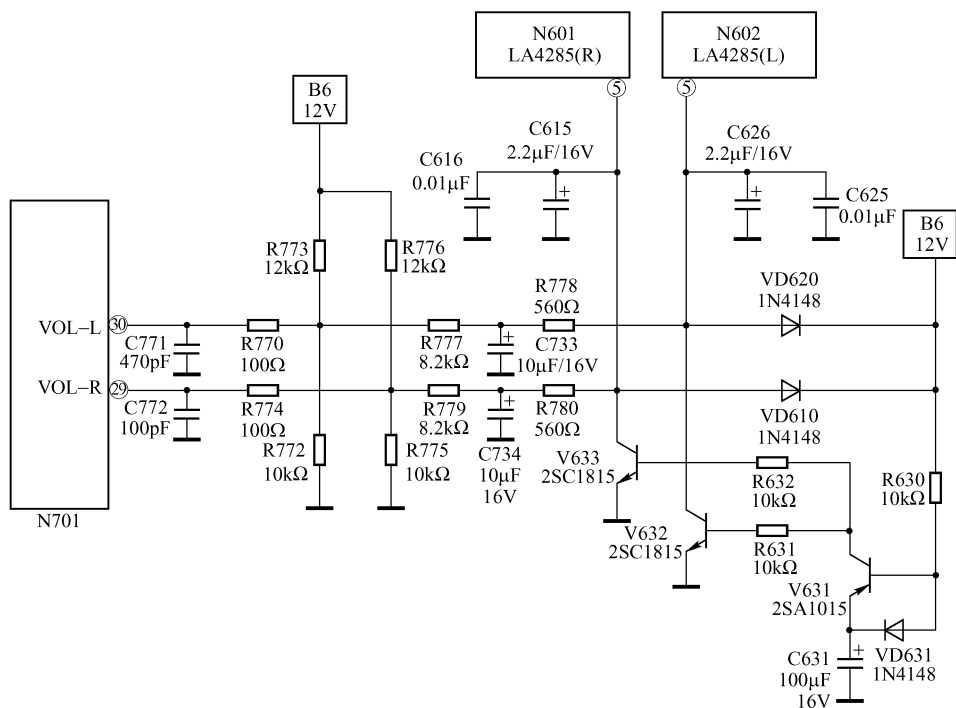 N601
LA4285(R)
N602
LA4285(L)
5
5
B6
12V
C615
2.2μF/16V
C626
2.2μF/16V
C616
0.01μF
+
+
C625
0.01μF
B6
12V
R773
12kΩ
R776
12kΩ
R778
560Ω
VD620
1N4148
VOL-L
30
C771
470pF
R770
100Ω
R777
8.2kΩ
+
C733
10μF/16V
VOL-R
29
C772
100pF
R774
100Ω
R779
8.2kΩ
+
R780
560Ω
VD610
1N4148
R772
10kΩ
R775
10kΩ
C734
10μF
16V
V633
2SC1815
R632
10kΩ
R630
10kΩ
N701
V632
2SC1815
R631
10kΩ
V631
2SA1015
C631
100μF
16V
+
VD631
1N4148